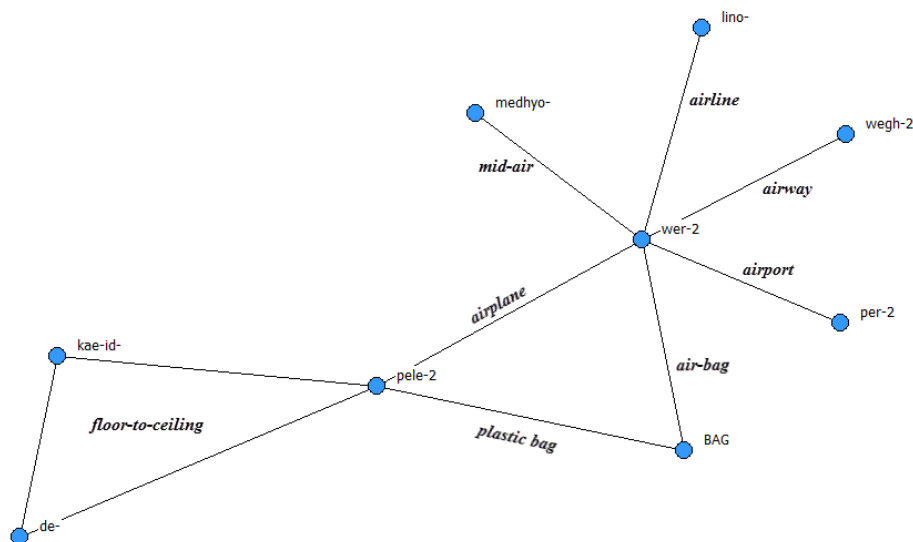 lino-
medhyo-
airline
wegh-2
mid-air
airway
wer-2
airport
airplane
per-2
kae-id-
air-bag
pele-2
floor-to-ceiling
plastic bag
BAG
de-